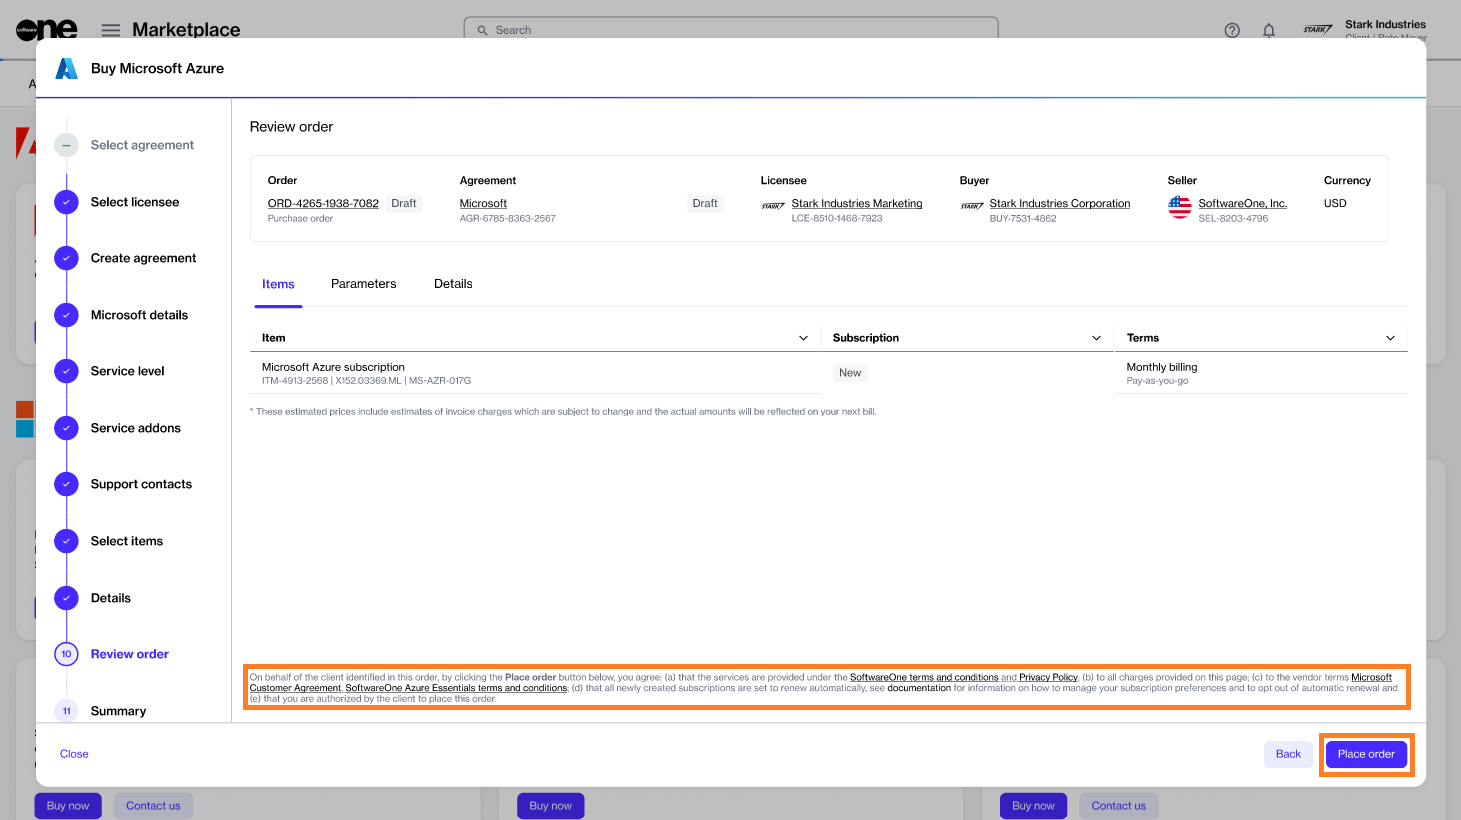 software one
Marketplace
Search
?
STARK
Stark Industries
Client | Pete Mayer
Buy Microsoft Azure
Select agreement
Select licensee
Create agreement
Microsoft details
Service level
Service addons
Support contacts
Select items
Details
10 Review order
11 Summary
Review order
Order Agreement Licensee Buyer Seller Currency
ORD-4265-1938-7082 Draft Microsoft Draft STARK Stark Industries Marketing STARK Stark Industries Corporation SoftwareOne, Inc. USD
Purchase order AGR-6785-8363-2567 LCE-8510-1468-7923 BUY-7531-4862 SEL-8203-4796
Items Parameters Details
Item Subscription Terms
Microsoft Azure subscription New Monthly billing
ITM-4913-2568 | X152.03369.ML | MS-AZR-017G Pay-as-you-go
* These estimated prices include estimates of invoice charges which are subject to change and the actual amounts will be reflected on your next bill.
On behalf of the client identified in this order, by clicking the Place order button below, you agree: (a) that the services are provided under the SoftwareOne terms and conditions and Privacy Policy; (b) to all charges provided on this page; (c) to the vendor terms Microsoft
Customer Agreement, SoftwareOne Azure Essentials terms and conditions; (d) that all newly created subscriptions are set to renew automatically, see documentation for information on how to manage your subscription preferences and to opt out of automatic renewal and
(e) that you are authorized by the client to place this order.
Close Back Place order
Buy now Contact us Buy now Buy now Contact us